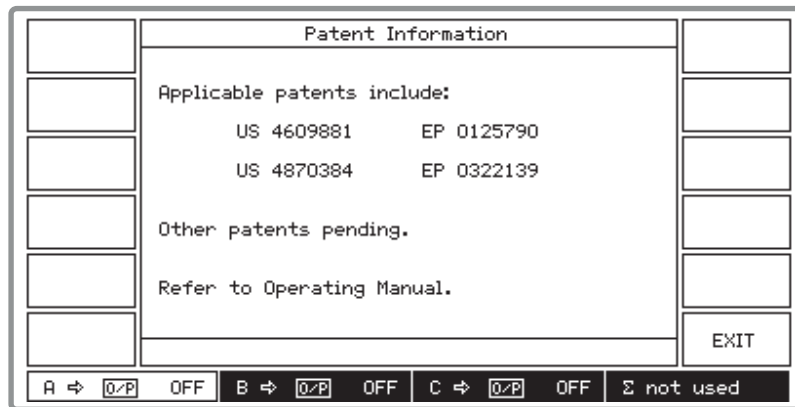 Patent Information
Applicable patents include:
US 4609881 EP 0125790
US 4870384 EP 0322139
Other patents pending.
Refer to Operating Manual.
EXIT
A ⇨ O/P OFF B ⇨ O/P OFF C ⇨ O/P OFF Σ not used